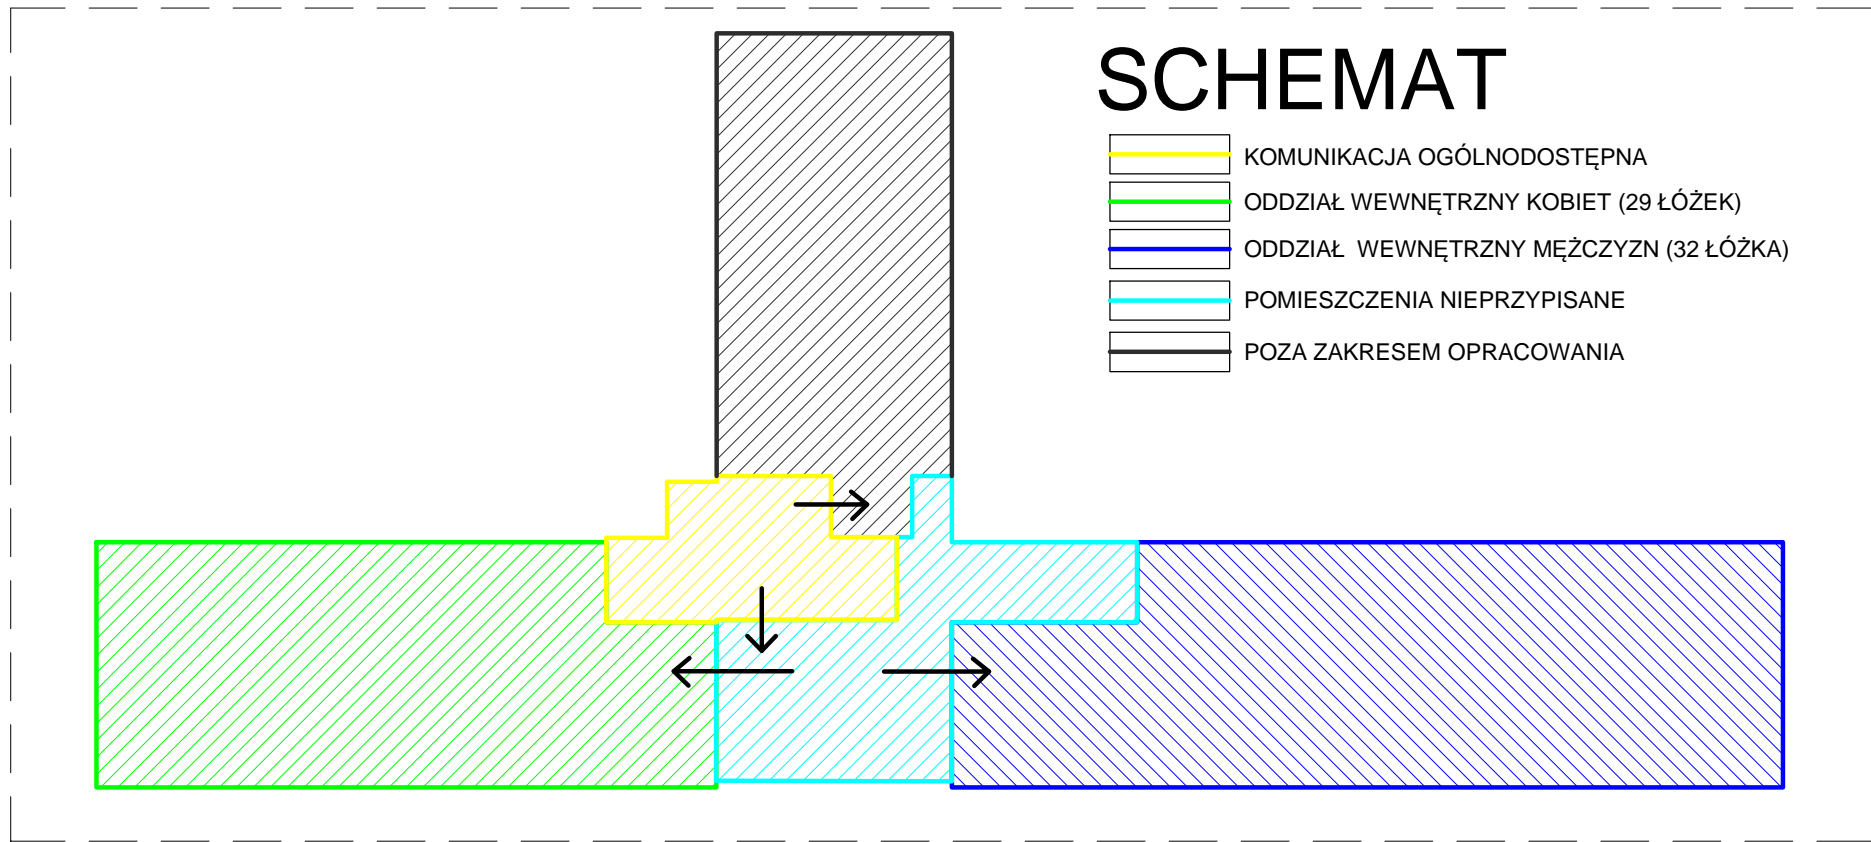 SCHEMAT
KOMUNIKACJA OGÓLNODOSTĘPNA
ODDZIAŁ WEWNĘTRZNY KOBIET (29 ŁÓŻEK)
ODDZIAŁ WEWNĘTRZNY MĘŻCZYZN (32 ŁÓŻKA)
POMIESZCZENIA NIEPRZYPISANE
POZA ZAKRESEM OPRACOWANIA